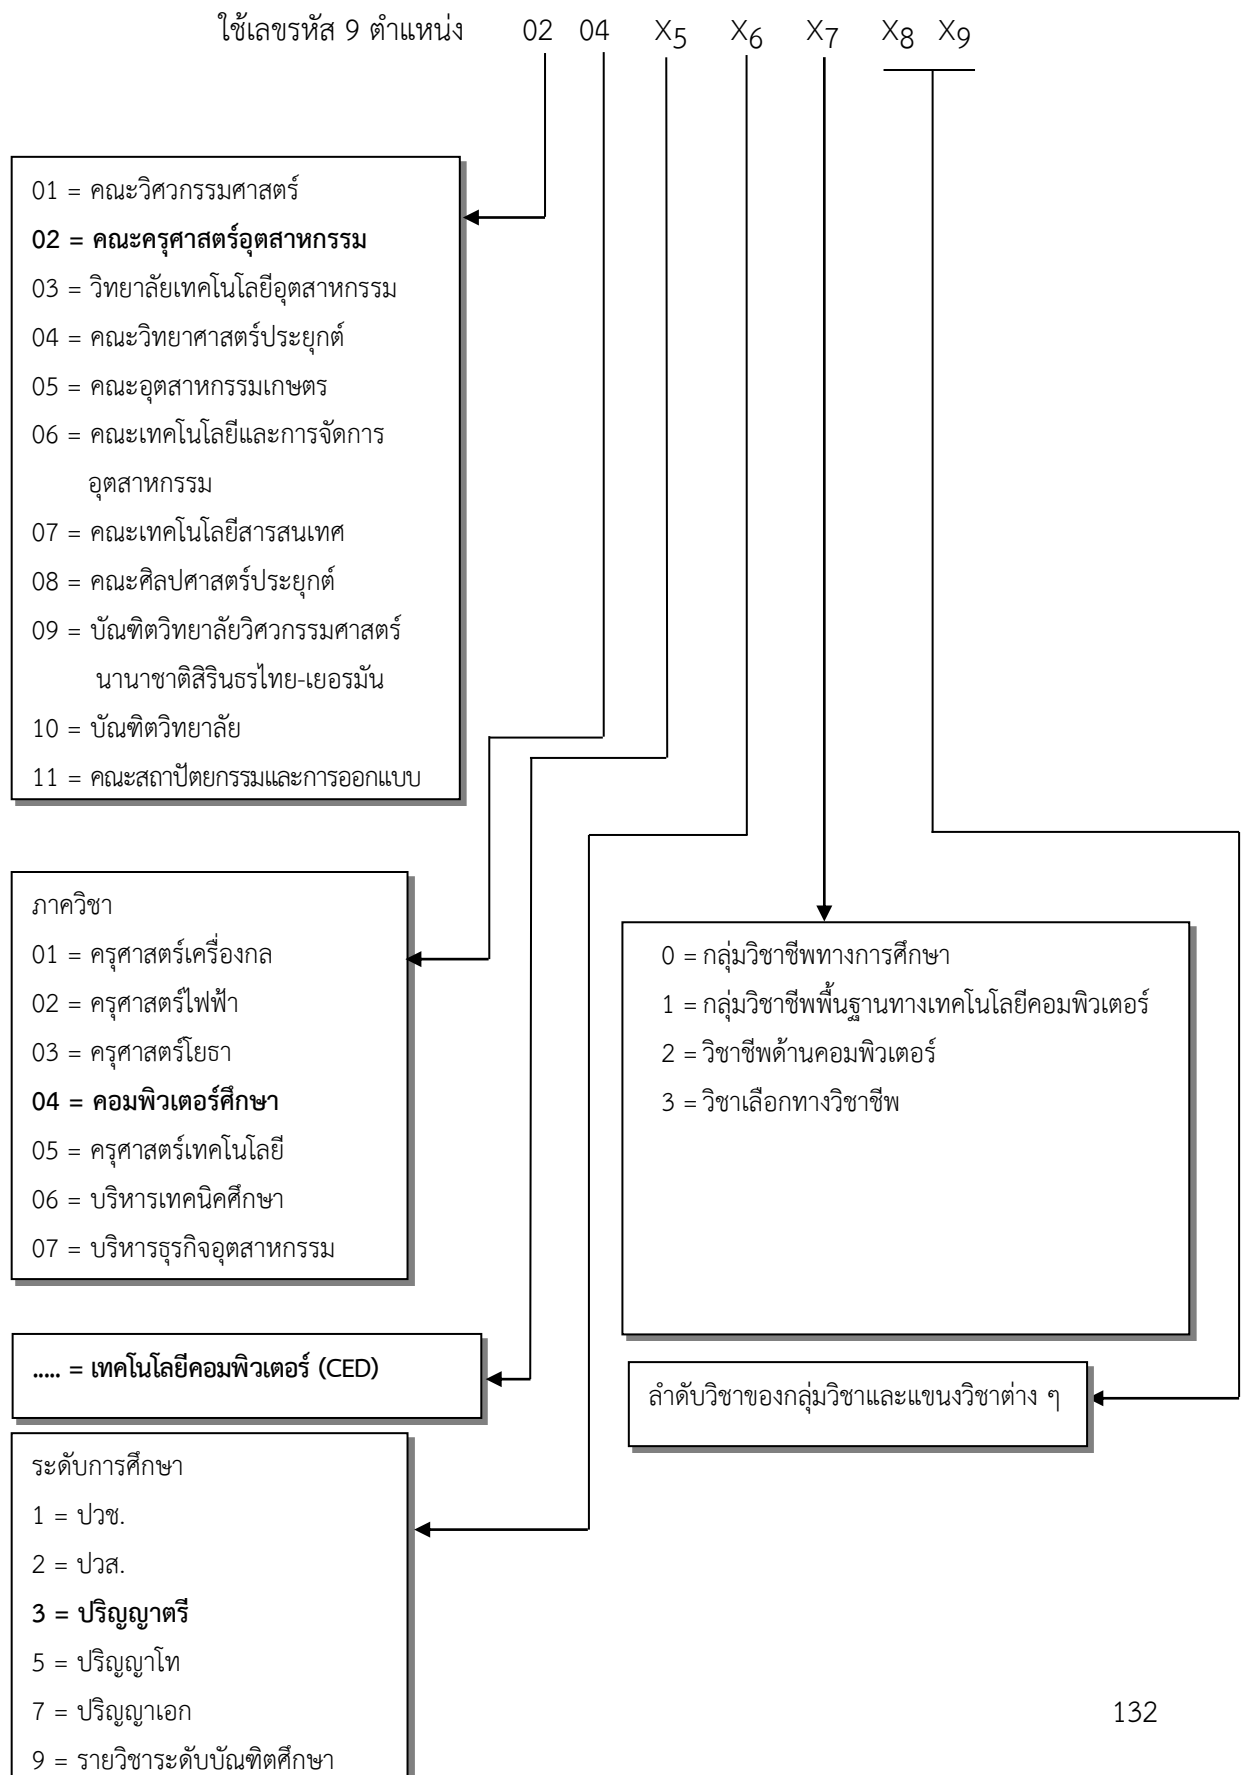 ใช้เลขรหัส 9 ตำแหน่ง 02 04 X5 X6 X7 X8 X9
01 = คณะวิศวกรรมศาสตร์
02 = คณะครุศาสตร์อุตสาหกรรม
03 = วิทยาลัยเทคโนโลยีอุตสาหกรรม
04 = คณะวิทยาศาสตร์ประยุกต์
05 = คณะอุตสาหกรรมเกษตร
06 = คณะเทคโนโลยีและการจัดการ
อุตสาหกรรม
07 = คณะเทคโนโลยีสารสนเทศ
08 = คณะศิลปศาสตร์ประยุกต์
09 = บัณฑิตวิทยาลัยวิศวกรรมศาสตร์
นานาชาติสิรินธรไทย-เยอรมัน
10 = บัณฑิตวิทยาลัย
11 = คณะสถาปัตยกรรมและการออกแบบ
ภาควิชา
01 = ครุศาสตร์เครื่องกล
02 = ครุศาสตร์ไฟฟ้า
03 = ครุศาสตร์โยธา
04 = คอมพิวเตอร์ศึกษา
05 = ครุศาสตร์เทคโนโลยี
06 = บริหารเทคนิคศึกษา
07 = บริหารธุรกิจอุตสาหกรรม
0 = กลุ่มวิชาชีพทางการศึกษา
1 = กลุ่มวิชาชีพพื้นฐานทางเทคโนโลยีคอมพิวเตอร์
2 = วิชาชีพด้านคอมพิวเตอร์
3 = วิชาเลือกทางวิชาชีพ
..... = เทคโนโลยีคอมพิวเตอร์ (CED)
ลำดับวิชาของกลุ่มวิชาและแขนงวิชาต่าง ๆ
ระดับการศึกษา
1 = ปวช.
2 = ปวส.
3 = ปริญญาตรี
5 = ปริญญาโท
7 = ปริญญาเอก
9 = รายวิชาระดับบัณฑิตศึกษา
132